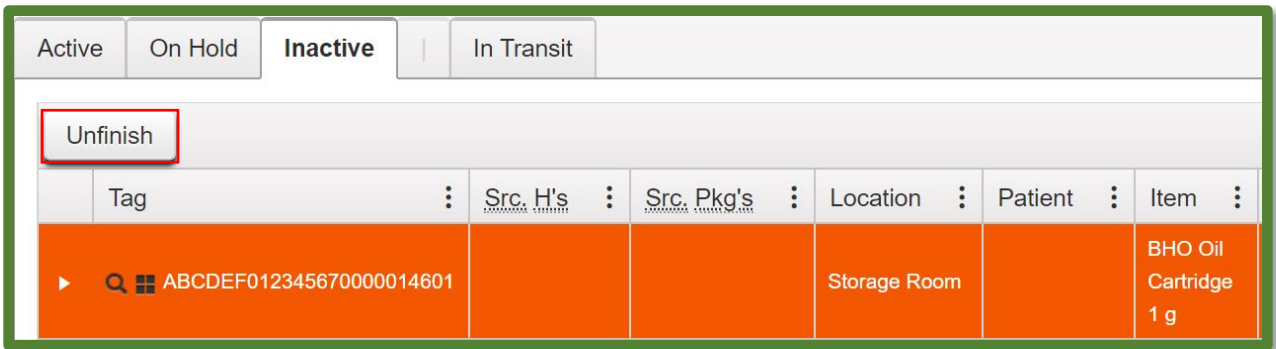 Active On Hold Inactive | In Transit
Unfinish
Tag Src. H's Src. Pkg's Location Patient Item
ABCDEF012345670000014601 Storage Room BHO Oil
Cartridge
1 g